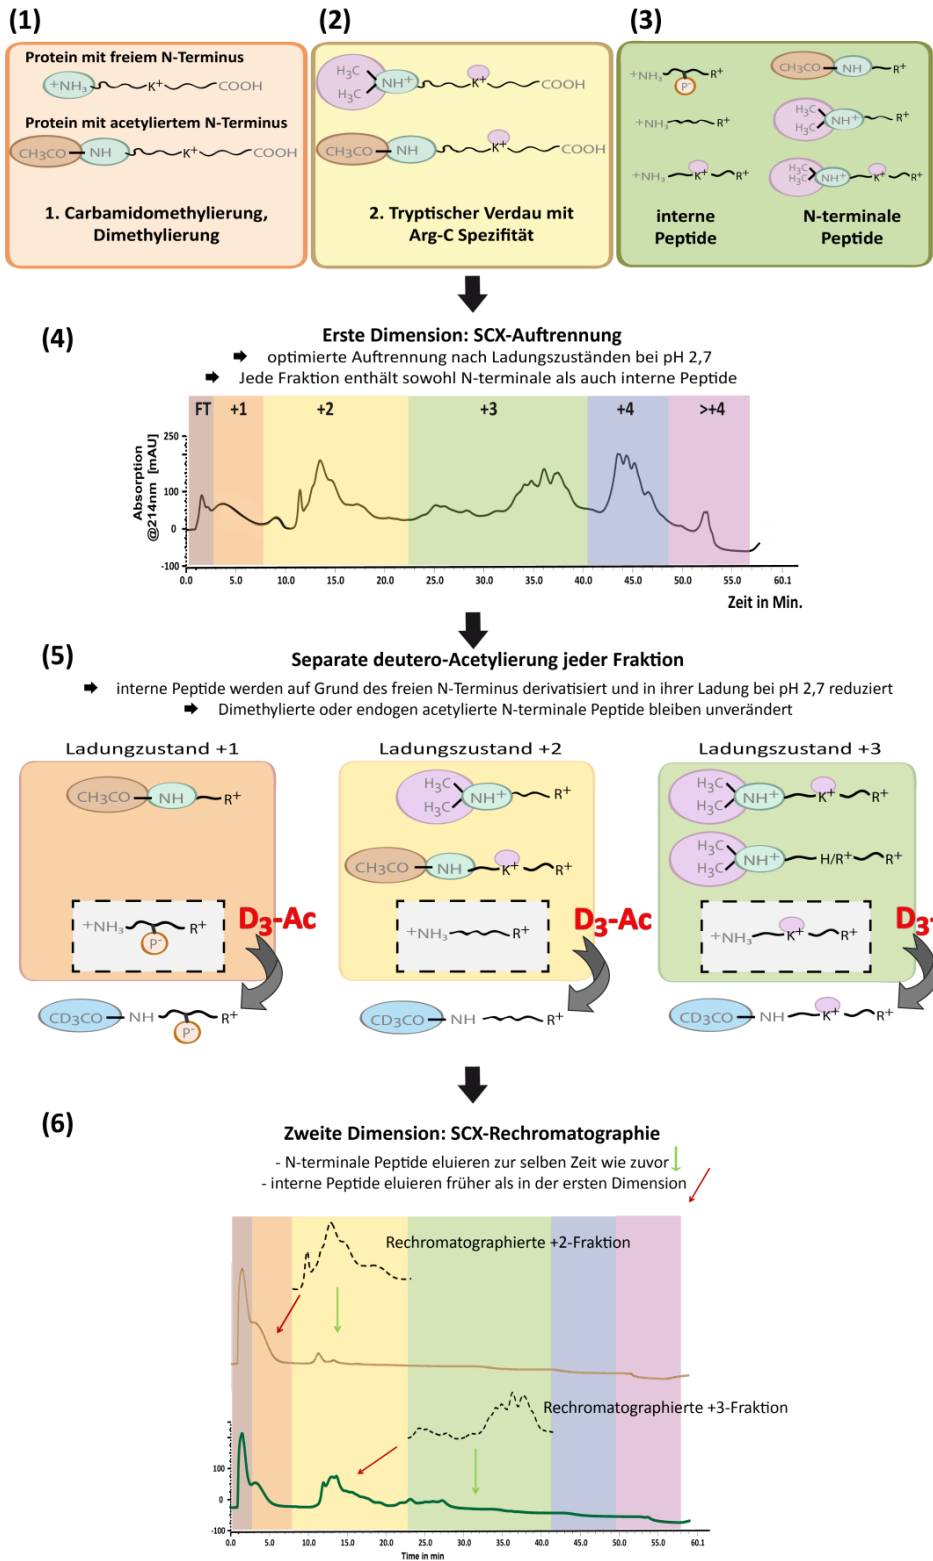 (1)
(2)
(3)
Protein mit freiem N-Terminus
⁺NH₃ K⁺ COOH
Protein mit acetyliertem N-Terminus
CH3CO NH K⁺ COOH
1. Carbamidomethylierung,
Dimethylierung
H₃C
H₃C NH⁺ K⁺ COOH
CH3CO NH K⁺ COOH
2. Tryptischer Verdau mit
Arg-C Spezifität
⁺NH₃ P⁻ R⁺
⁺NH₃ R⁺
⁺NH₃ K⁺ R⁺
interne
Peptide
CH3CO NH R⁺
H₃C
H₃C NH⁺ R⁺
H₃C
H₃C NH⁺ K⁺ R⁺
N-terminale
Peptide
(4)
Erste Dimension: SCX-Auftrennung
optimierte Auftrennung nach Ladungszuständen bei pH 2,7
Jede Fraktion enthält sowohl N-terminale als auch interne Peptide
FT +1 +2 +3 +4 >+4
Absorption
@214nm [mAU]
250
100
0
-100
0.0 5.0 10.0 15.0 20.0 25.0 30.0 35.0 40.0 45.0 50.0 55.0 60.1
Zeit in Min.
(5)
Separate deutero-Acetylierung jeder Fraktion
interne Peptide werden auf Grund des freien N-Terminus derivatisiert und in ihrer Ladung bei pH 2,7 reduziert
Dimethylierte oder endogen acetylierte N-terminale Peptide bleiben unverändert
Ladungzustand +1
CH3CO NH R⁺
⁺NH₃ P⁻ R⁺
D₃-Ac
CD3CO NH P⁻ R⁺
Ladungszustand +2
H₃C
H₃C NH⁺ R⁺
CH3CO NH K⁺ R⁺
⁺NH₃ R⁺
D₃-Ac
CD3CO NH R⁺
Ladungszustand +3
H₃C
H₃C NH⁺ K⁺ R⁺
H₃C
H₃C NH⁺ H/R⁺ R⁺
⁺NH₃ K⁺ R⁺
D₃-
CD3CO NH K⁺ R⁺
(6)
Zweite Dimension: SCX-Rechromatographie
- N-terminale Peptide eluieren zur selben Zeit wie zuvor
- interne Peptide eluieren früher als in der ersten Dimension
Rechromatographierte +2-Fraktion
Rechromatographierte +3-Fraktion
100
0
-100
0.0 5.0 10.0 15.0 20.0 25.0 30.0 35.0 40.0 45.0 50.0 55.0 60.1
Time in min